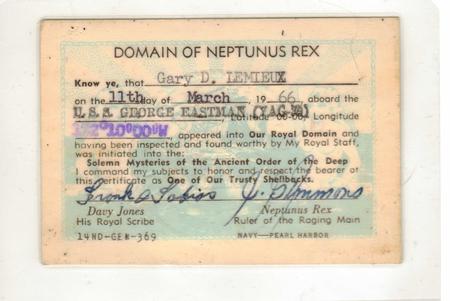 DOMAIN OF NEPTUNUS REX
Know ye, that Gary D. LEMIEUX
on the 11th day of March, 19 66 aboard the
U.S.S GEORGE EASTMAN (YAG 39) Latitude 00-00; Longitude
, appeared into Our Royal Domain and
having been inspected and found worthy by My Royal Staff,
was initiated into the:
Solemn Mysteries of the Ancient Order of the Deep
I command my subjects to honor and respect the bearer of
this certificate as One of Our Trusty Shellbacks.
Davy Jones Neptunus Rex
His Royal Scribe Ruler of the Raging Main
14ND-GEN-369 NAVY—PEARL HARBOR